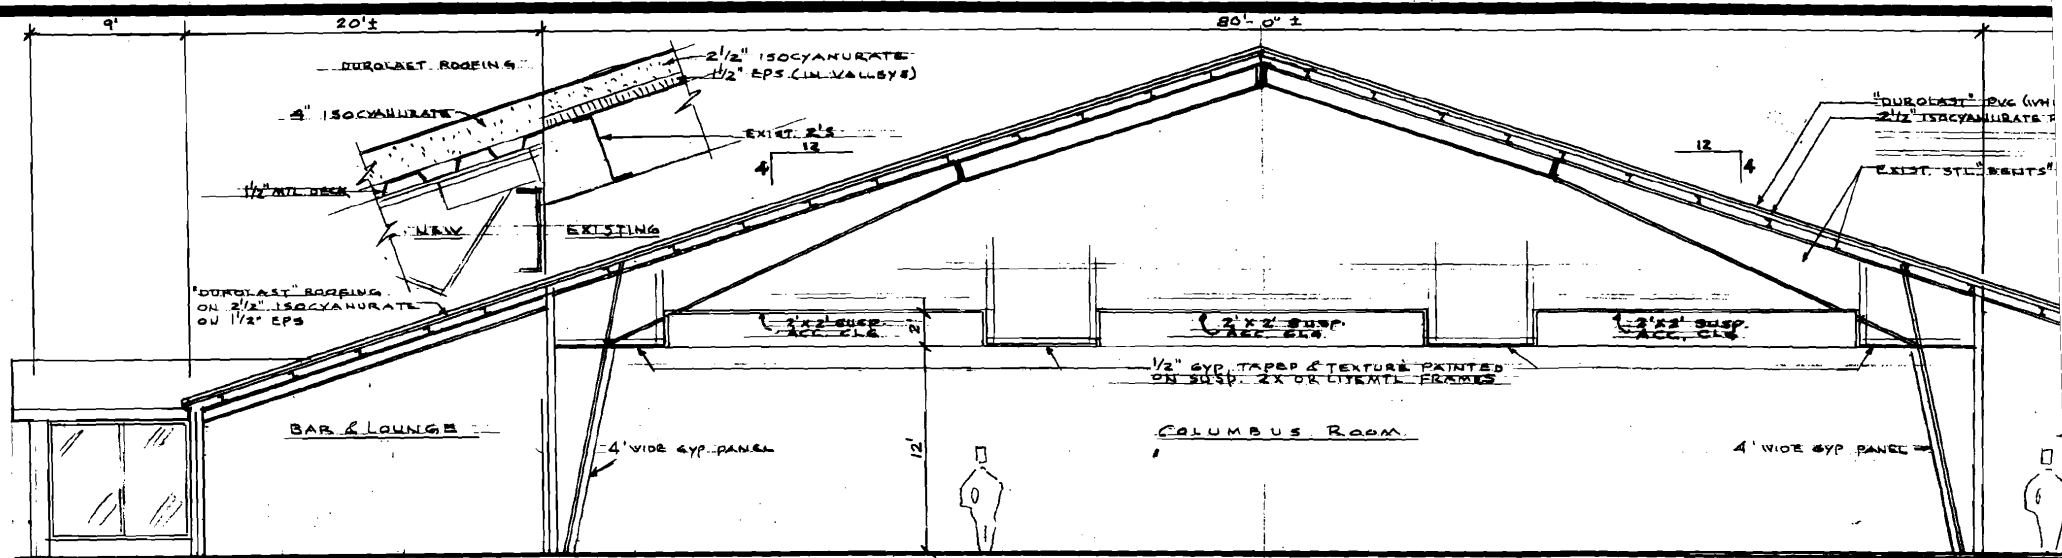 9'
20'±
80'-0" ±
DUROLAST ROOFING
2 1/2" ISOCYANURATE
1 1/2" EPS (IN VALLEYS)
4" ISOCYANURATE
EXIST. Z'S
12
4
1 1/2" MTL DECK
NEW
EXISTING
"DUROLAST" PVC (WH
2 1/2" ISOCYANURATE
12
4
EXIST. STL. "BENTS"
"DUROLAST" ROOFING
ON 2 1/2" ISOCYANURATE
ON 1 1/2" EPS
2'
2'X2' SUSP.
ACC. CLG
2'X2' SUSP.
ACC. CLG
2'X2' SUSP.
ACC. CLG
1/2" GYP, TAPED & TEXTURE PAINTED
ON SUSP. 2X OR LITEMTL FRAMES
BAR & LOUNGE
COLUMBUS ROOM
4' WIDE GYP PANEL
12'
4' WIDE GYP PANEL